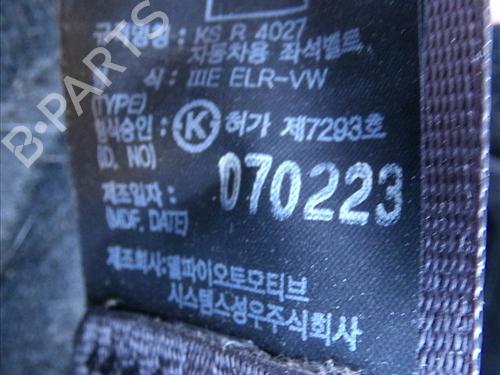 규격명칭 : KS R 4027
자동차용 좌석벨트
식 : IIIE ELR-VW
(TYPE)
형식승인 : K 허가 제7293호
(I.D. NO)
제조일자 : 070223
(MDF. DATE)
제조회사: 델파이오토모티브
시스템스성우주식회사
B-PARTS